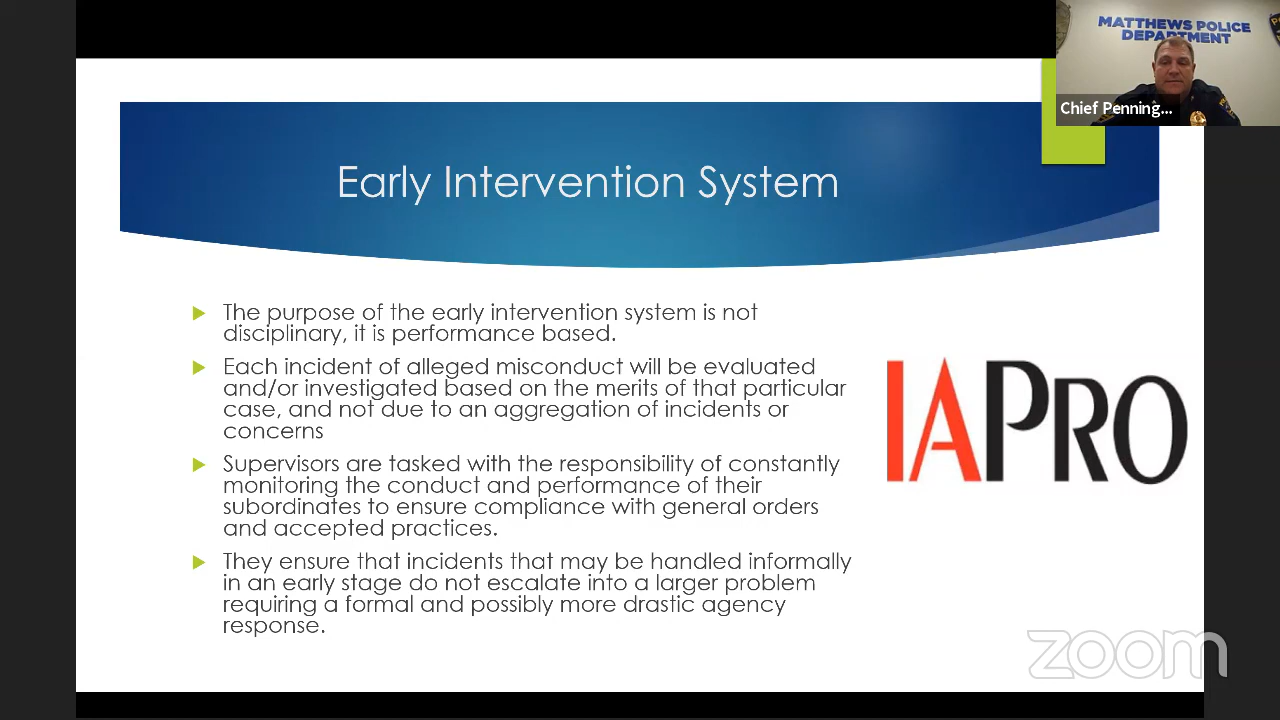 MATTHEWS POLICE
DEPARTMENT
Chief Penning...
Early Intervention System
The purpose of the early intervention system is not
disciplinary, it is performance based.
Each incident of alleged misconduct will be evaluated
and/or investigated based on the merits of that particular
case, and not due to an aggregation of incidents or
concerns
Supervisors are tasked with the responsibility of constantly
monitoring the conduct and performance of their
subordinates to ensure compliance with general orders
and accepted practices.
They ensure that incidents that may be handled informally
in an early stage do not escalate into a larger problem
requiring a formal and possibly more drastic agency
response.
IAPRO
zoom